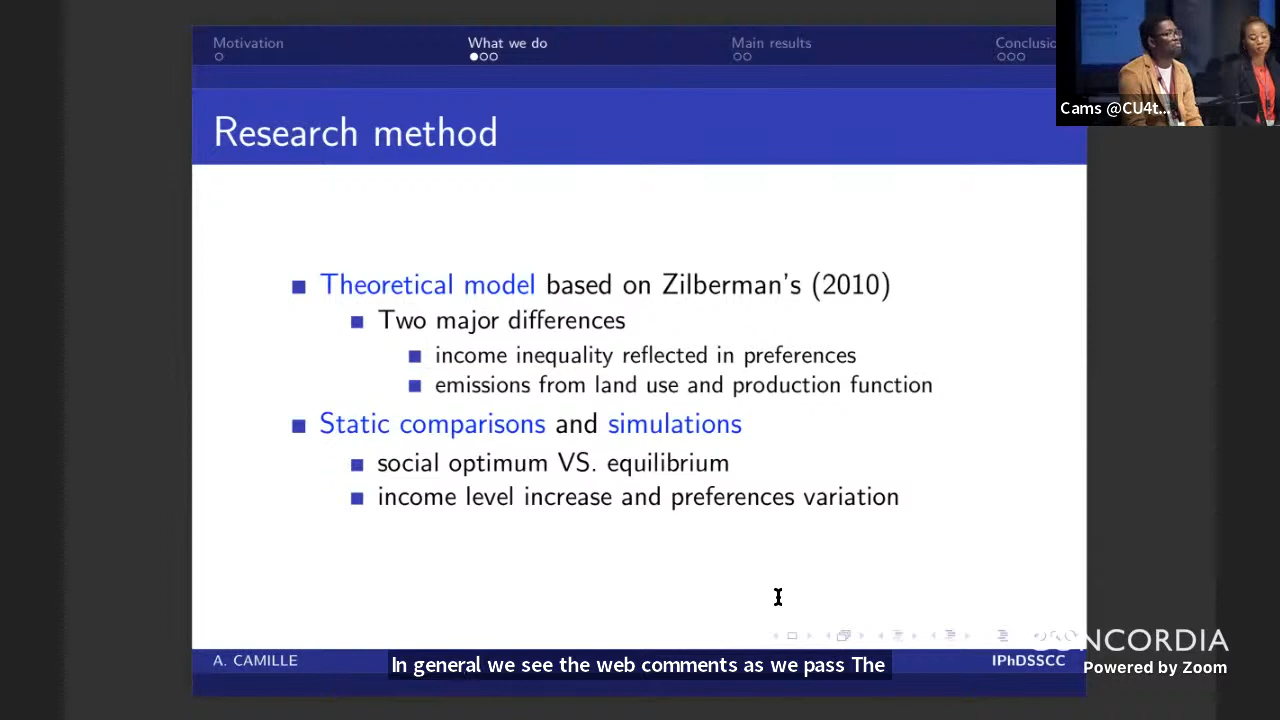 Motivation
What we do
Main results
Conclusio
Cams @CU4t...
Research method
Theoretical model based on Zilberman's (2010)
Two major differences
income inequality reflected in preferences
emissions from land use and production function
Static comparisons and simulations
social optimum VS. equilibrium
income level increase and preferences variation
CONCORDIA
A. CAMILLE
In general we see the web comments as we pass The
IPhDSSCC
Powered by Zoom